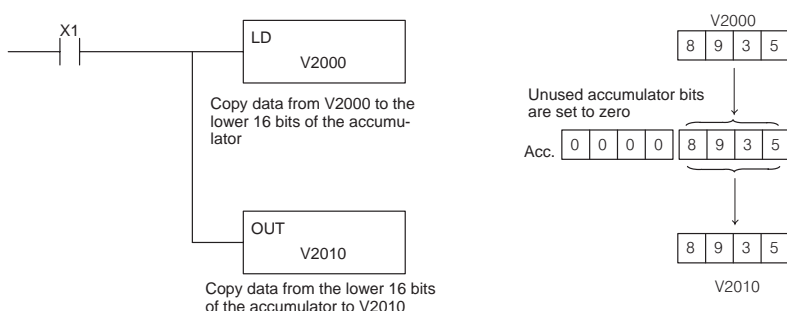 X1
LD
V2000
Copy data from V2000 to the
lower 16 bits of the accumu-
lator
OUT
V2010
Copy data from the lower 16 bits
of the accumulator to V2010
V2000
8 9 3 5
Unused accumulator bits
are set to zero
Acc. 0 0 0 0 8 9 3 5
8 9 3 5
V2010